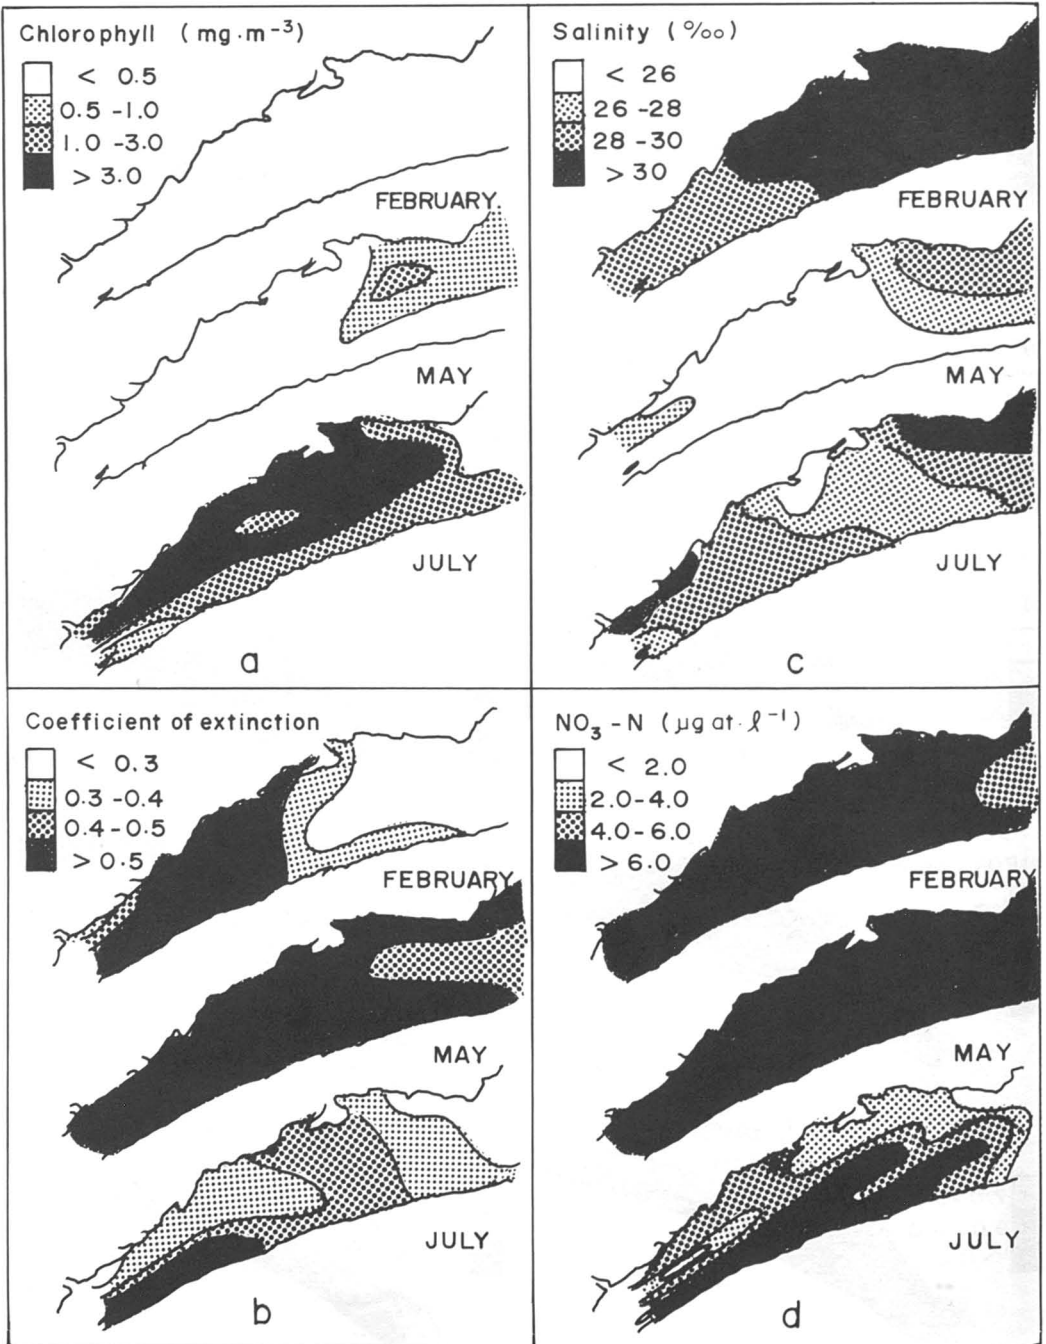 Chlorophyll (mg·m⁻³)
< 0.5
0.5 -1.0
1.0 -3.0
> 3.0
FEBRUARY.
MAY
JULY
a
Salinity (‰)
< 26
26 -28
28 -30
> 30
FEBRUARY
MAY
JULY
c
Coefficient of extinction
< 0.3
0.3 -0.4
0.4 -0.5
> 0.5
FEBRUARY
MAY
JULY
b
NO₃-N (µg at·ℓ⁻¹)
< 2.0
2.0-4.0
4.0-6.0
> 6.0
FEBRUARY
MAY
JULY
d